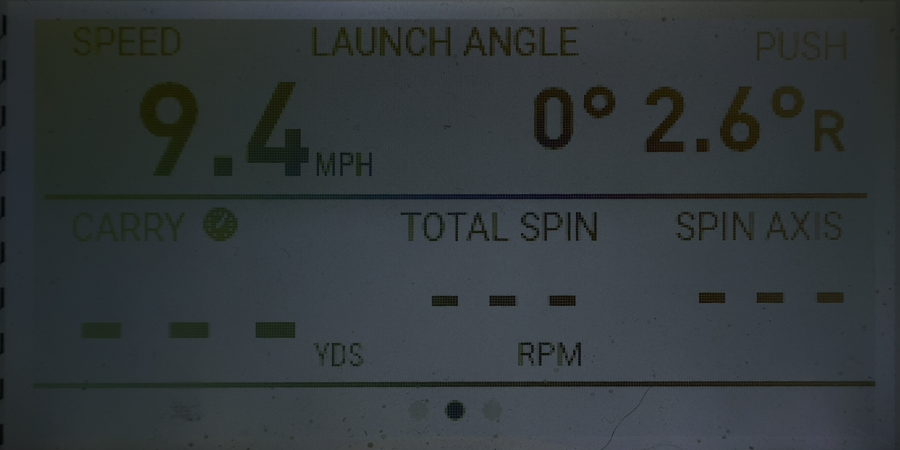 SPEED LAUNCH ANGLE PUSH
9.4 MPH 0° 2.6° R
CARRY TOTAL SPIN SPIN AXIS
--- YDS --- RPM ---